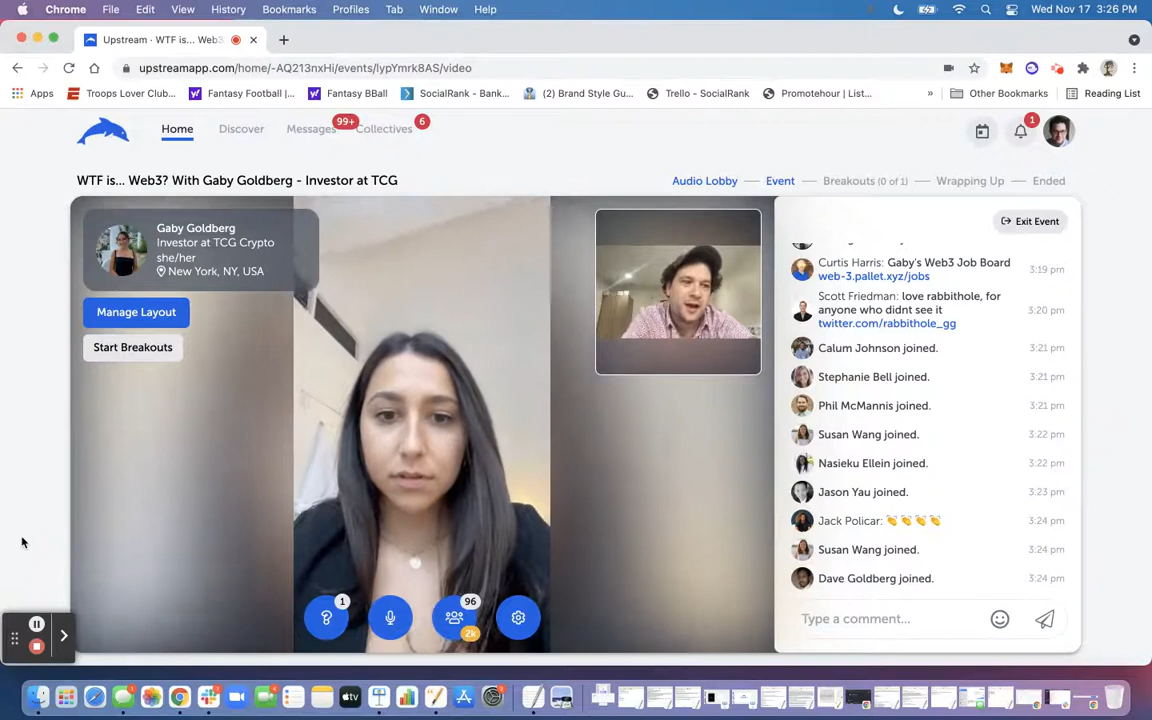 Chrome File Edit View History Bookmarks Profiles Tab Window Help Wed Nov 17 3:26 PM
Upstream · WTF is... Web3
upstreamapp.com/home/-AQ213nxHi/events/lypYmrk8AS/video
Apps Troops Lover Club... Fantasy Football |... Fantasy BBall SocialRank - Bank... (2) Brand Style Gu... Trello - SocialRank Promotehour | List... » Other Bookmarks Reading List
Home Discover Messages 99+ Collectives 6
1
WTF is... Web3? With Gaby Goldberg - Investor at TCG
Audio Lobby Event Breakouts (0 of 1) Wrapping Up Ended
Gaby Goldberg
Investor at TCG Crypto
she/her
New York, NY, USA
Manage Layout
Start Breakouts
1
96
2k
Exit Event
Curtis Harris: Gaby's Web3 Job Board
web-3.pallet.xyz/jobs
3:19 pm
Scott Friedman: love rabbithole, for
anyone who didnt see it
twitter.com/rabbithole_gg
3:20 pm
Calum Johnson joined. 3:21 pm
Stephanie Bell joined. 3:21 pm
Phil McMannis joined. 3:21 pm
Susan Wang joined. 3:22 pm
Nasieku Ellein joined. 3:22 pm
Jason Yau joined. 3:23 pm
Jack Policar: 👏👏👏👏 3:24 pm
Susan Wang joined. 3:24 pm
Dave Goldberg joined. 3:24 pm
Type a comment...